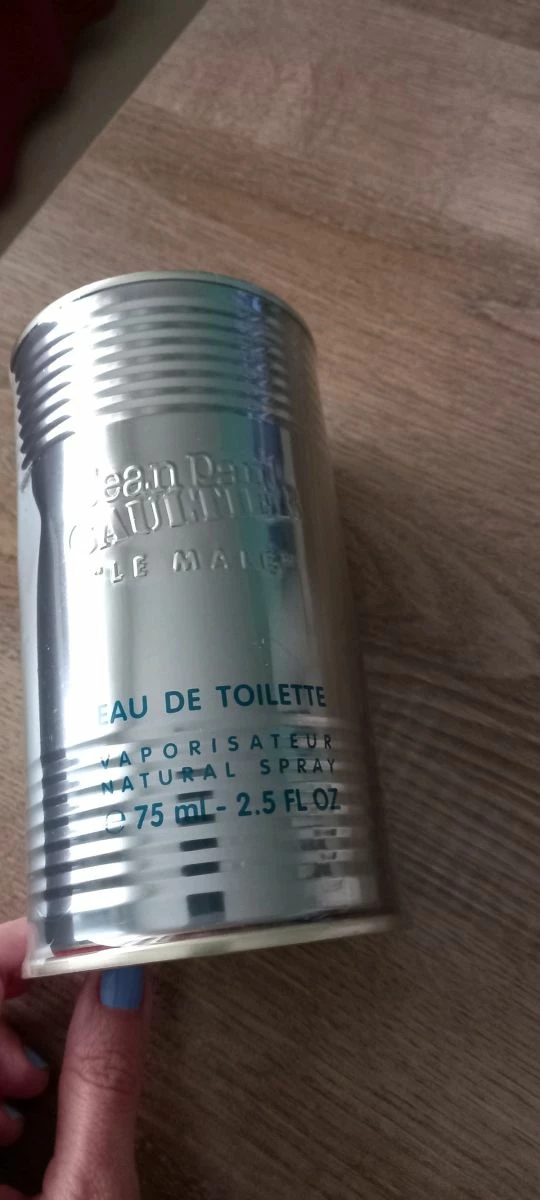 Jean Paul
GAULTIER
"LE MALE"
EAU DE TOILETTE
VAPORISATEUR
NATURAL SPRAY
℮ 75 ml - 2.5 FL OZ